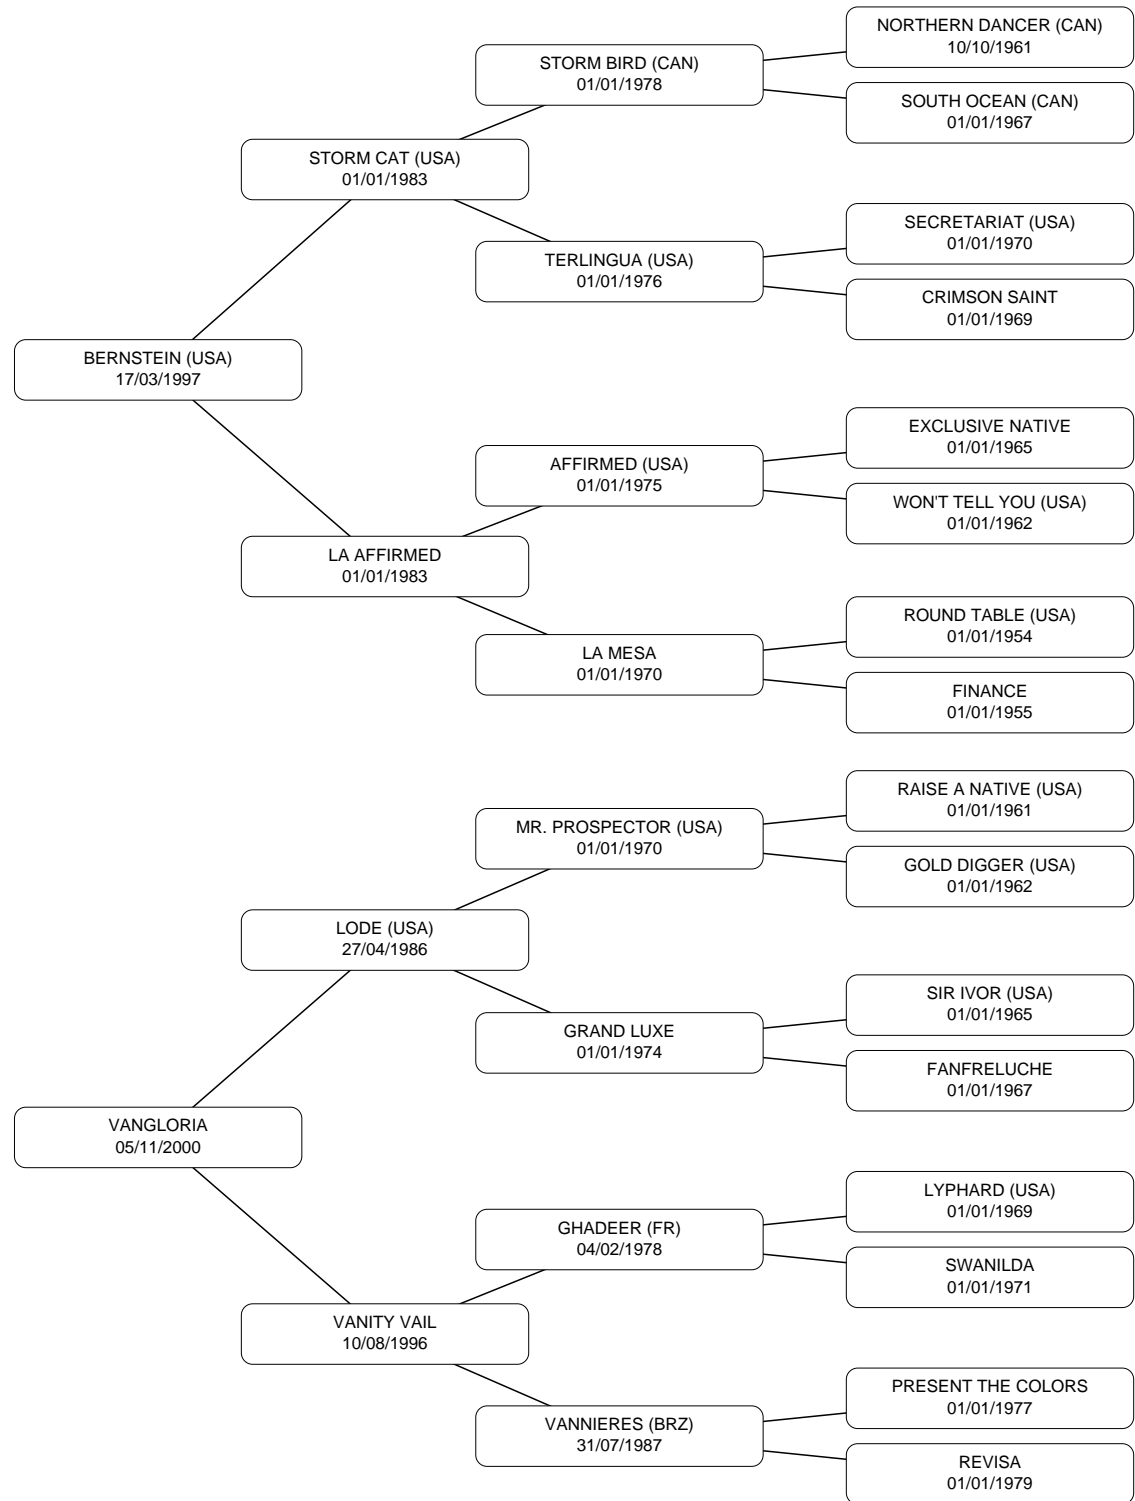 NORTHERN DANCER (CAN)
10/10/1961
STORM BIRD (CAN)
01/01/1978
SOUTH OCEAN (CAN)
01/01/1967
STORM CAT (USA)
01/01/1983
SECRETARIAT (USA)
01/01/1970
TERLINGUA (USA)
01/01/1976
CRIMSON SAINT
01/01/1969
BERNSTEIN (USA)
17/03/1997
EXCLUSIVE NATIVE
01/01/1965
AFFIRMED (USA)
01/01/1975
WON'T TELL YOU (USA)
01/01/1962
LA AFFIRMED
01/01/1983
ROUND TABLE (USA)
01/01/1954
LA MESA
01/01/1970
FINANCE
01/01/1955
RAISE A NATIVE (USA)
01/01/1961
MR. PROSPECTOR (USA)
01/01/1970
GOLD DIGGER (USA)
01/01/1962
LODE (USA)
27/04/1986
SIR IVOR (USA)
01/01/1965
GRAND LUXE
01/01/1974
FANFRELUCHE
01/01/1967
VANGLORIA
05/11/2000
LYPHARD (USA)
01/01/1969
GHADEER (FR)
04/02/1978
SWANILDA
01/01/1971
VANITY VAIL
10/08/1996
PRESENT THE COLORS
01/01/1977
VANNIERES (BRZ)
31/07/1987
REVISA
01/01/1979